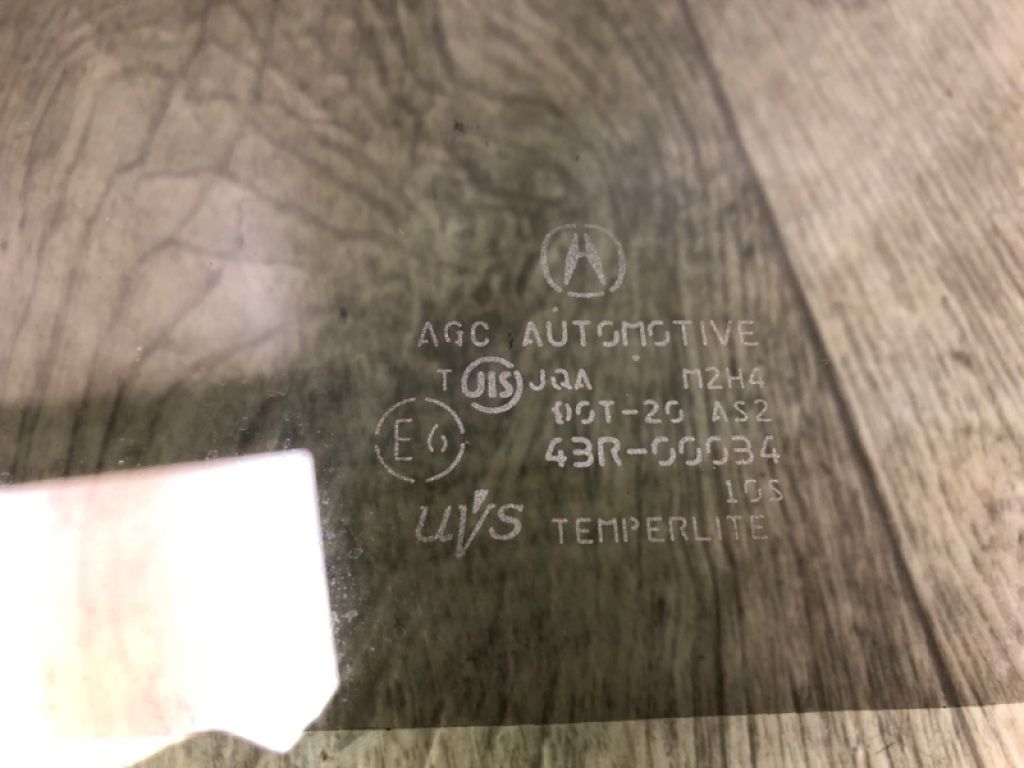 AGC AUTOMOTIVE
T JIS JQA M2H4
DOT-20 AS2
E6 43R-00034
10S
uVs TEMPERLITE